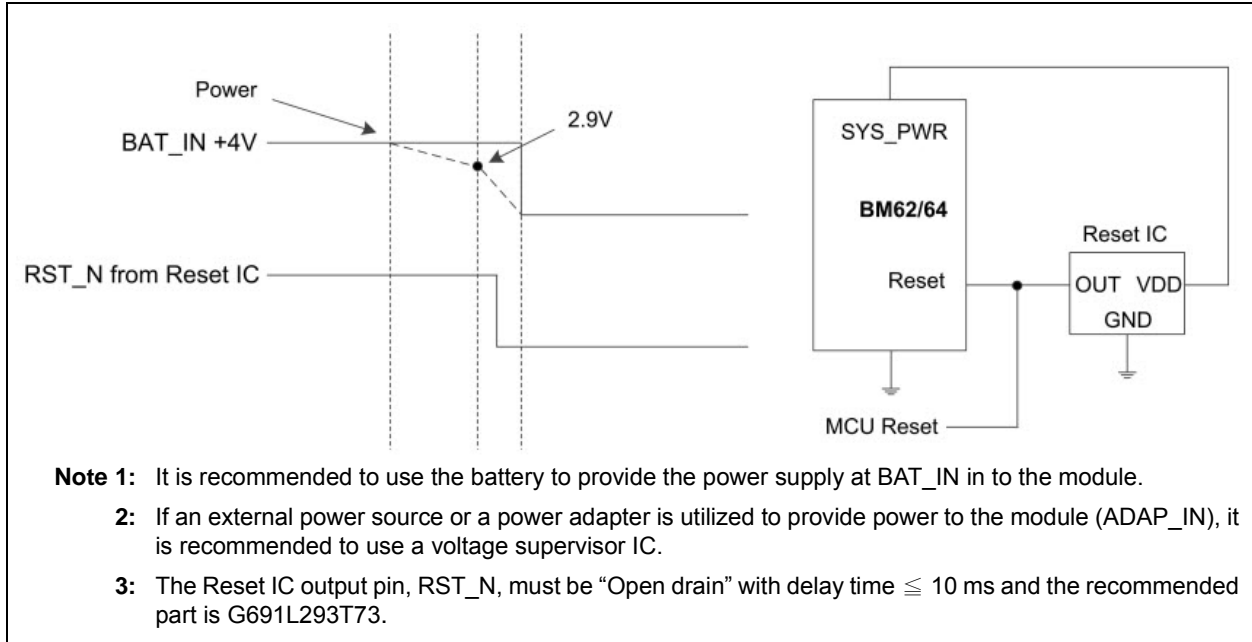 Power
BAT_IN +4V
2.9V
RST_N from Reset IC
SYS_PWR
BM62/64
Reset
Reset IC
OUT VDD
GND
MCU Reset
Note 1: It is recommended to use the battery to provide the power supply at BAT_IN in to the module.
2: If an external power source or a power adapter is utilized to provide power to the module (ADAP_IN), it
is recommended to use a voltage supervisor IC.
3: The Reset IC output pin, RST_N, must be “Open drain” with delay time ≦ 10 ms and the recommended
part is G691L293T73.